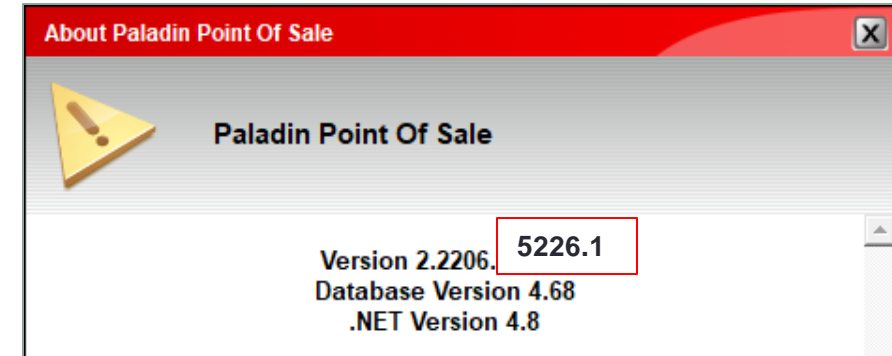 About Paladin Point Of Sale
Paladin Point Of Sale
Version 2.2206. 5226.1
Database Version 4.68
.NET Version 4.8